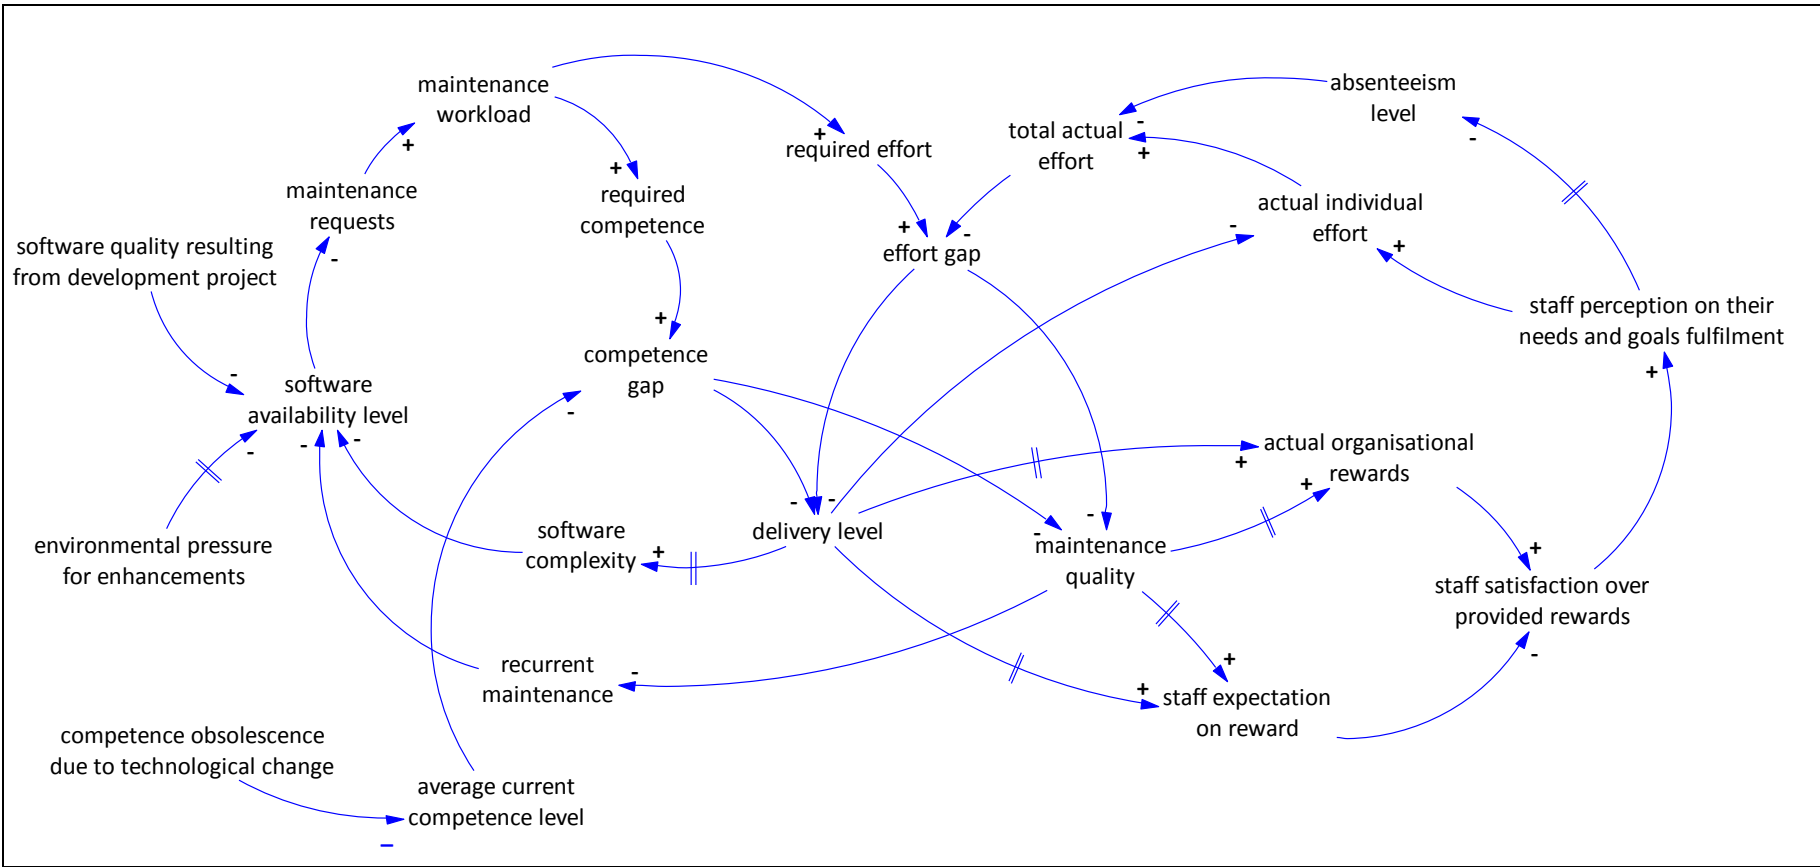 maintenance
workload
absenteeism
level
total actual
effort
required effort
maintenance
requests
required
competence
actual individual
effort
software quality resulting
from development project
effort gap
staff perception on their
needs and goals fulfilment
competence
gap
software
availability level
actual organisational
rewards
environmental pressure
for enhancements
software
complexity
delivery level
maintenance
quality
staff satisfaction over
provided rewards
recurrent
maintenance
staff expectation
on reward
competence obsolescence
due to technological change
average current
competence level